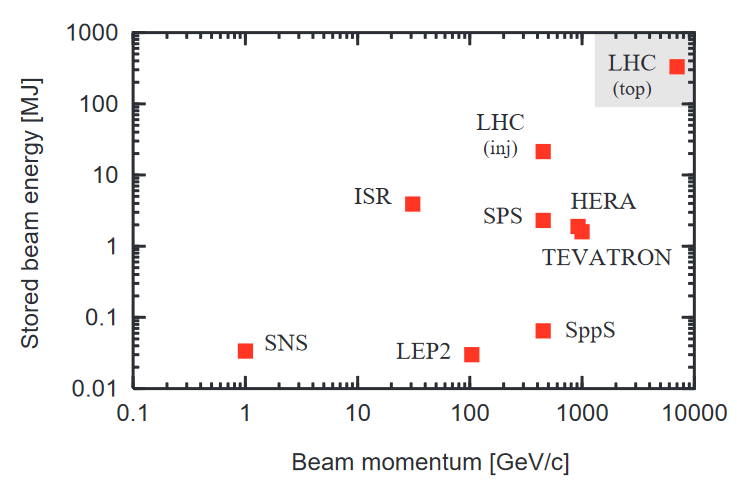 Stored beam energy [MJ]
1000
100
10
1
0.1
0.01
LHC
(top)
LHC
(inj)
ISR
SPS
HERA
TEVATRON
SNS
LEP2
SppS
0.1
1
10
100
1000
10000
Beam momentum [GeV/c]